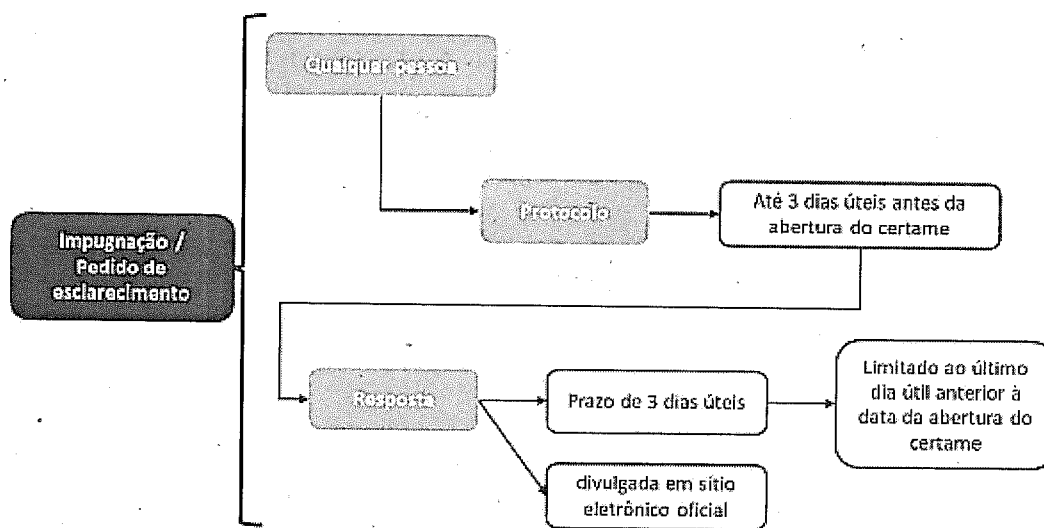 Qualquer pessoa
Protocolo
Até 3 dias úteis antes da
abertura do certame
Impugnação /
Pedido de
esclarecimento
Resposta
Prazo de 3 dias úteis
Limitado ao último
dia útil anterior à
data da abertura do
certame
divulgada em sítio
eletrônico oficial